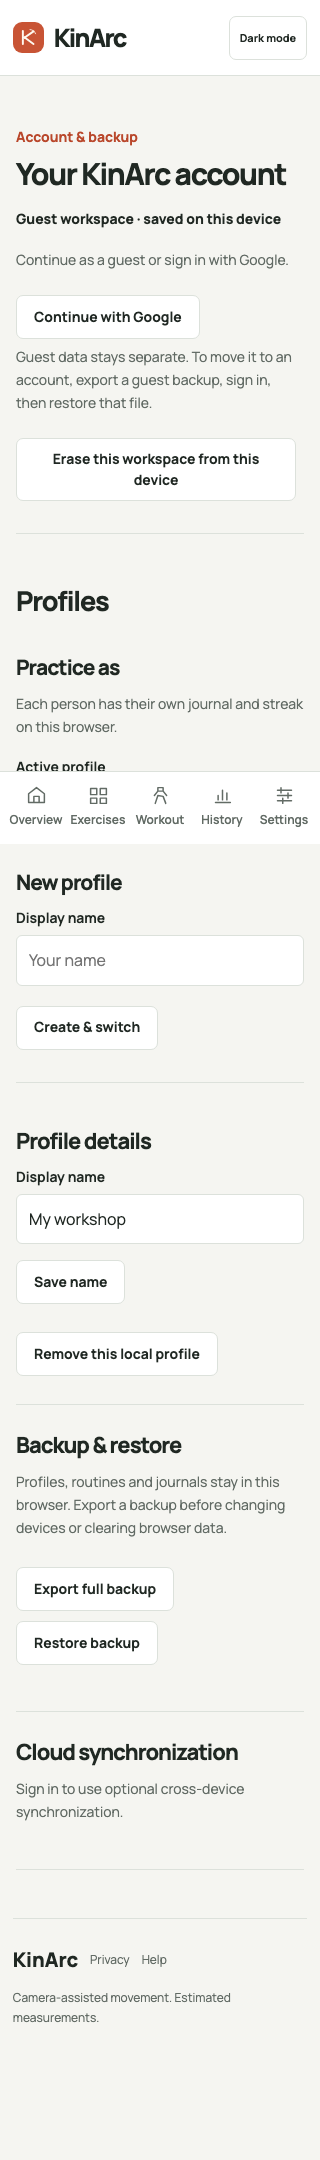 KinArc
Dark mode
Account & backup
Your KinArc account
Guest workspace · saved on this device
Continue as a guest or sign in with Google.
Continue with Google
Guest data stays separate. To move it to an
account, export a guest backup, sign in,
then restore that file.
Erase this workspace from this
device
Profiles
Practice as
Each person has their own journal and streak
on this browser.
Active profile
Overview
Exercises
Workout
History
Settings
New profile
Display name
Your name
Create & switch
Profile details
Display name
My workshop
Save name
Remove this local profile
Backup & restore
Profiles, routines and journals stay in this
browser. Export a backup before changing
devices or clearing browser data.
Export full backup
Restore backup
Cloud synchronization
Sign in to use optional cross-device
synchronization.
KinArc Privacy Help
Camera-assisted movement. Estimated
measurements.